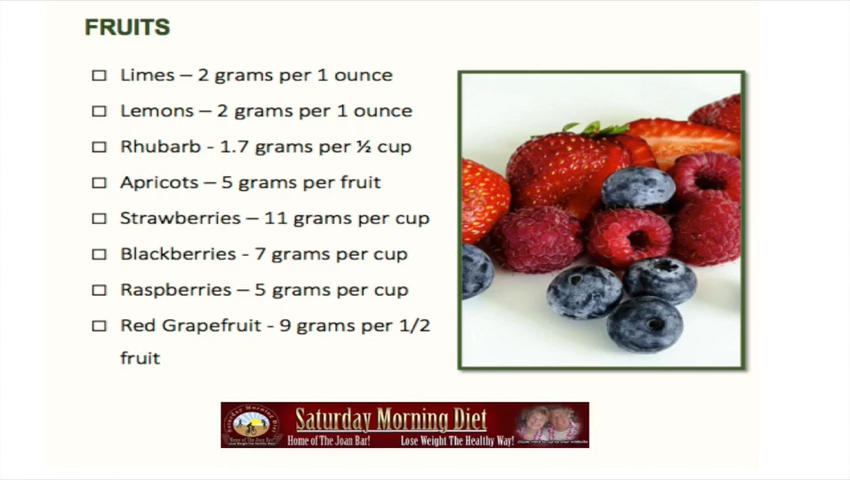 FRUITS
Limes – 2 grams per 1 ounce
Lemons – 2 grams per 1 ounce
Rhubarb - 1.7 grams per ½ cup
Apricots – 5 grams per fruit
Strawberries – 11 grams per cup
Blackberries - 7 grams per cup
Raspberries – 5 grams per cup
Red Grapefruit - 9 grams per 1/2
fruit
Saturday Morning Diet
Home of The Joan Bar! Lose Weight The Healthy Way!